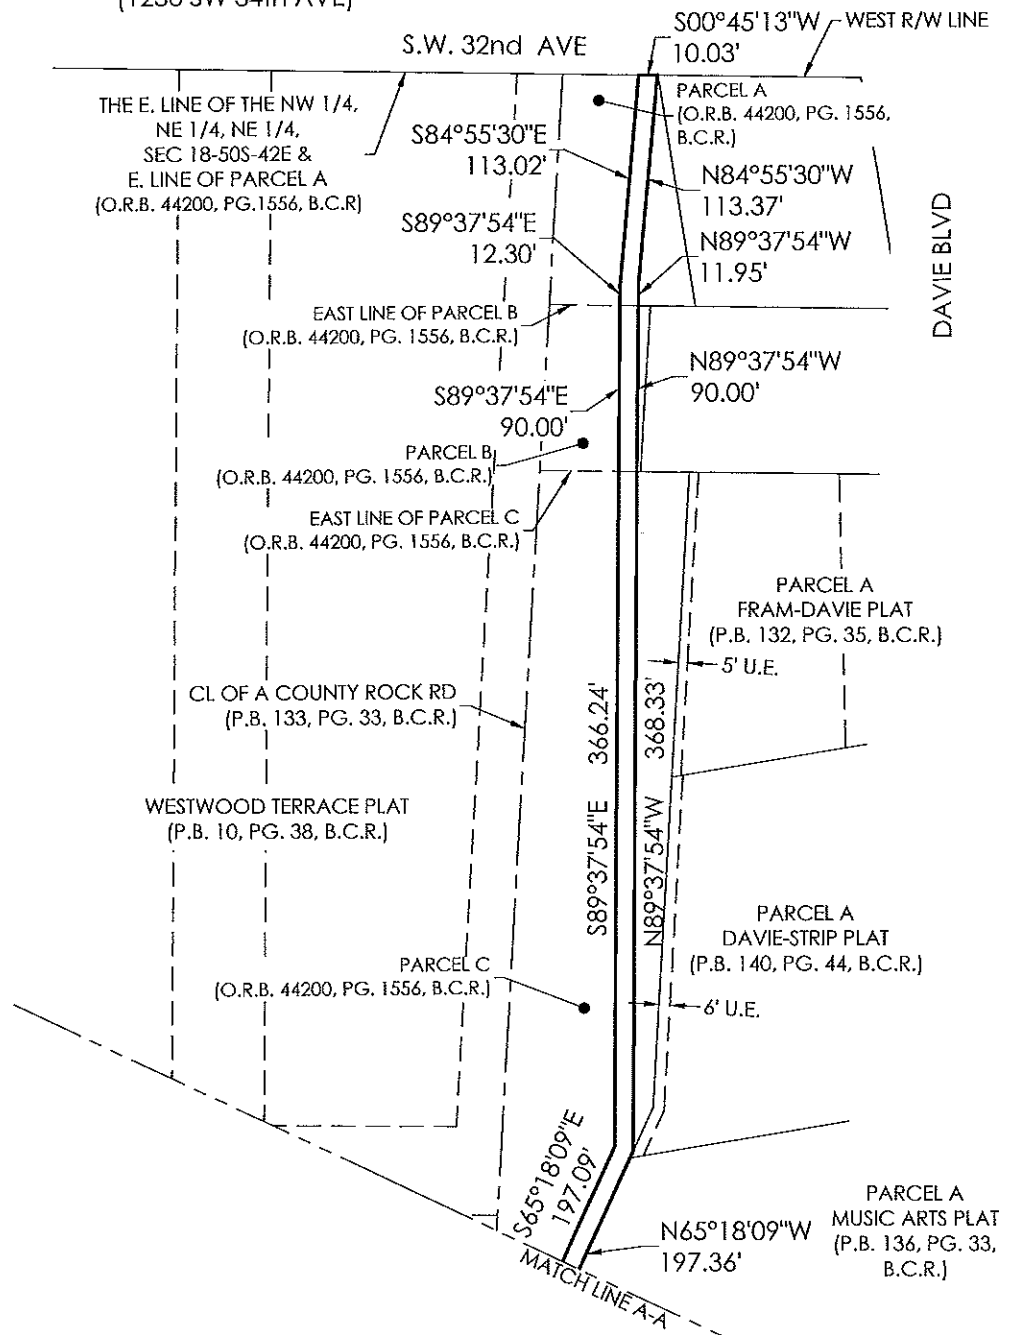 (1236 SW 34th AVE)
S.W. 32nd AVE
S00°45'13"W
10.03'
WEST R/W LINE
THE E. LINE OF THE NW 1/4,
NE 1/4, NE 1/4,
SEC 18-50S-42E &
E. LINE OF PARCEL A
(O.R.B. 44200, PG.1556, B.C.R)
PARCEL A
(O.R.B. 44200, PG. 1556,
B.C.R.)
S84°55'30"E
113.02'
N84°55'30"W
113.37'
S89°37'54"E
12.30'
N89°37'54"W
11.95'
DAVIE BLVD
EAST LINE OF PARCEL B
(O.R.B. 44200, PG. 1556, B.C.R.)
N89°37'54"W
90.00'
S89°37'54"E
90.00'
PARCEL B
(O.R.B. 44200, PG. 1556, B.C.R.)
EAST LINE OF PARCEL C
(O.R.B. 44200, PG. 1556, B.C.R.)
PARCEL A
FRAM-DAVIE PLAT
(P.B. 132, PG. 35, B.C.R.)
5' U.E.
CL OF A COUNTY ROCK RD
(P.B. 133, PG. 33, B.C.R.)
S89°37'54"E 366.24'
N89°37'54"W 368.33'
WESTWOOD TERRACE PLAT
(P.B. 10, PG. 38, B.C.R.)
PARCEL A
DAVIE-STRIP PLAT
(P.B. 140, PG. 44, B.C.R.)
PARCEL C
(O.R.B. 44200, PG. 1556, B.C.R.)
6' U.E.
S65°18'09"E
197.09'
N65°18'09"W
197.36'
PARCEL A
MUSIC ARTS PLAT
(P.B. 136, PG. 33,
B.C.R.)
MATCH LINE A-A